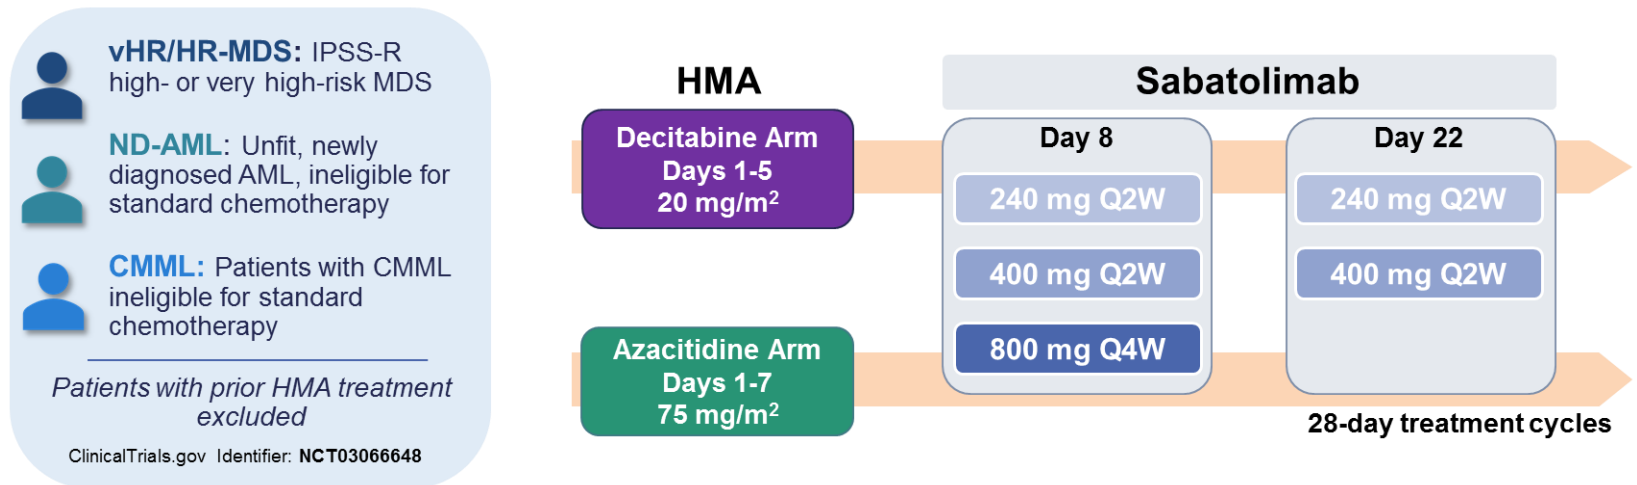 vHR/HR-MDS: IPSS-R
high- or very high-risk MDS
ND-AML: Unfit, newly
diagnosed AML, ineligible for
standard chemotherapy
CMML: Patients with CMML
ineligible for standard
chemotherapy
Patients with prior HMA treatment
excluded
ClinicalTrials.gov Identifier: NCT03066648
HMA
Decitabine Arm
Days 1-5
20 mg/m²
Azacitidine Arm
Days 1-7
75 mg/m²
Sabatolimab
Day 8
240 mg Q2W
400 mg Q2W
800 mg Q4W
Day 22
240 mg Q2W
400 mg Q2W
28-day treatment cycles